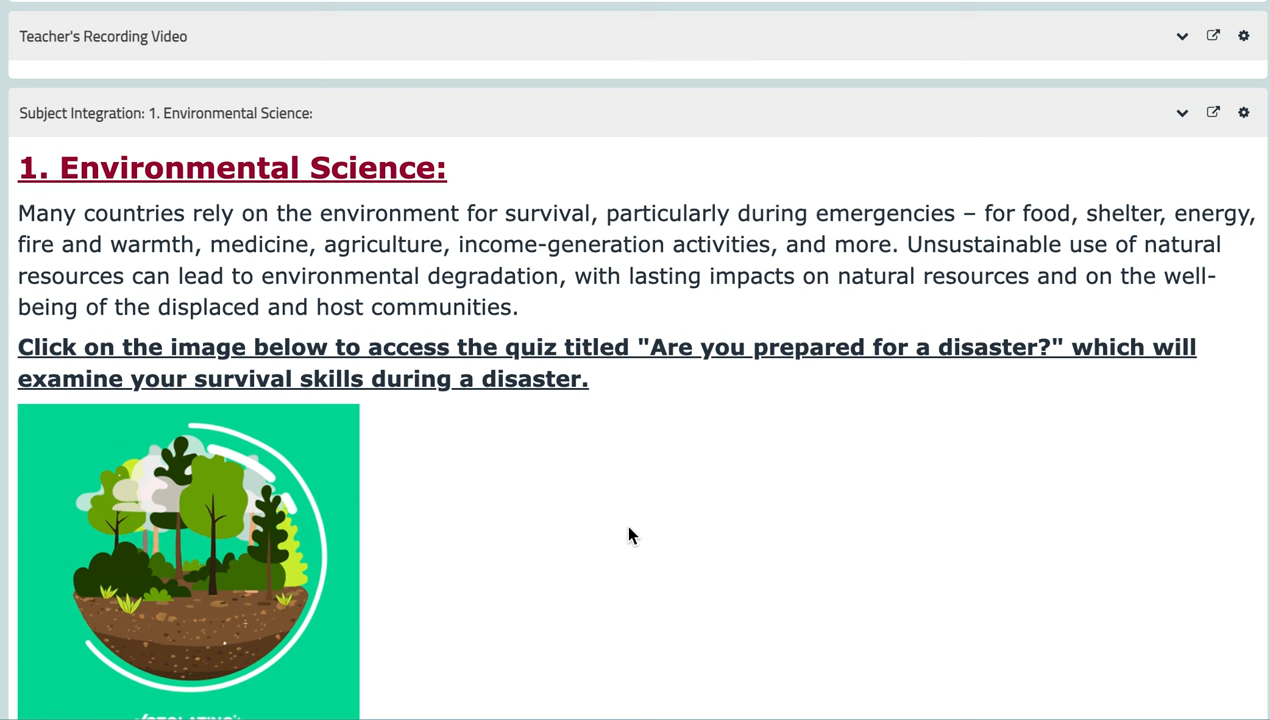 Teacher's Recording Video
Subject Integration: 1. Environmental Science:
1. Environmental Science:
Many countries rely on the environment for survival, particularly during emergencies – for food, shelter, energy,
fire and warmth, medicine, agriculture, income-generation activities, and more. Unsustainable use of natural
resources can lead to environmental degradation, with lasting impacts on natural resources and on the well-
being of the displaced and host communities.
Click on the image below to access the quiz titled "Are you prepared for a disaster?" which will
examine your survival skills during a disaster.